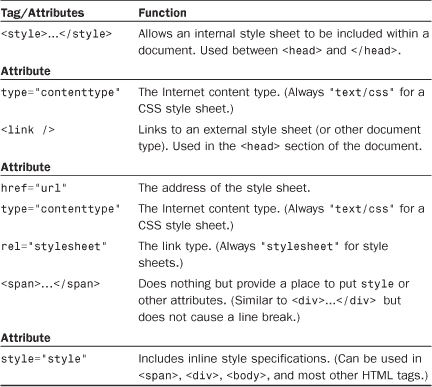 Tag/Attributes Function
<style>...</style> Allows an internal style sheet to be included within a
document. Used between <head> and </head>.
Attribute
type="contenttype" The Internet content type. (Always "text/css" for a
CSS style sheet.)
<link /> Links to an external style sheet (or other document
type). Used in the <head> section of the document.
Attribute
href="url" The address of the style sheet.
type="contenttype" The Internet content type. (Always "text/css" for a
CSS style sheet.)
rel="stylesheet" The link type. (Always "stylesheet" for style
sheets.)
<span>...</span> Does nothing but provide a place to put style or
other attributes. (Similar to <div>...</div> but
does not cause a line break.)
Attribute
style="style" Includes inline style specifications. (Can be used in
<span>, <div>, <body>, and most other HTML tags.)